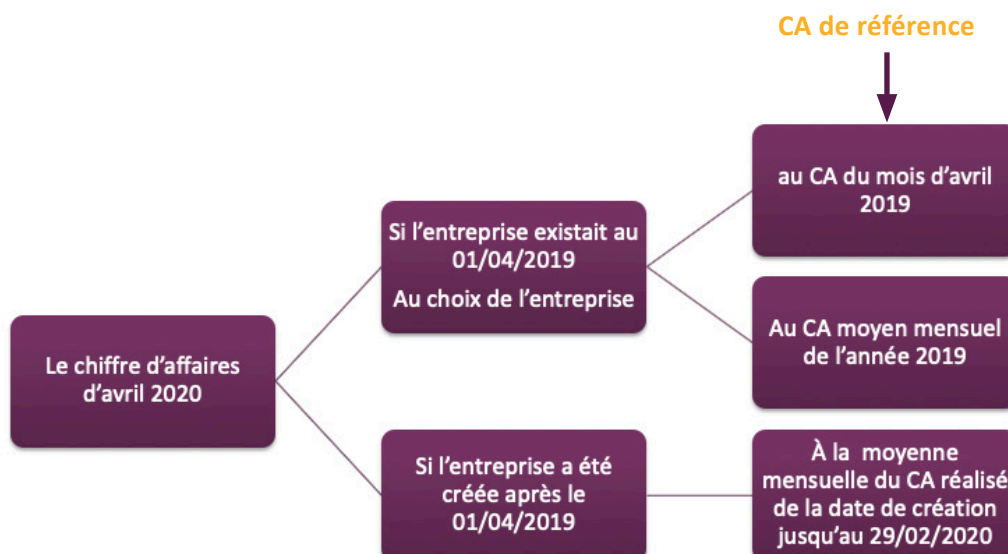 CA de référence
au CA du mois d'avril
2019
Si l'entreprise existait au
01/04/2019
Au choix de l'entreprise
Au CA moyen mensuel
de l'année 2019
Le chiffre d'affaires
d'avril 2020
Si l'entreprise a été
créée après le
01/04/2019
À la moyenne
mensuelle du CA réalisé
de la date de création
jusqu'au 29/02/2020